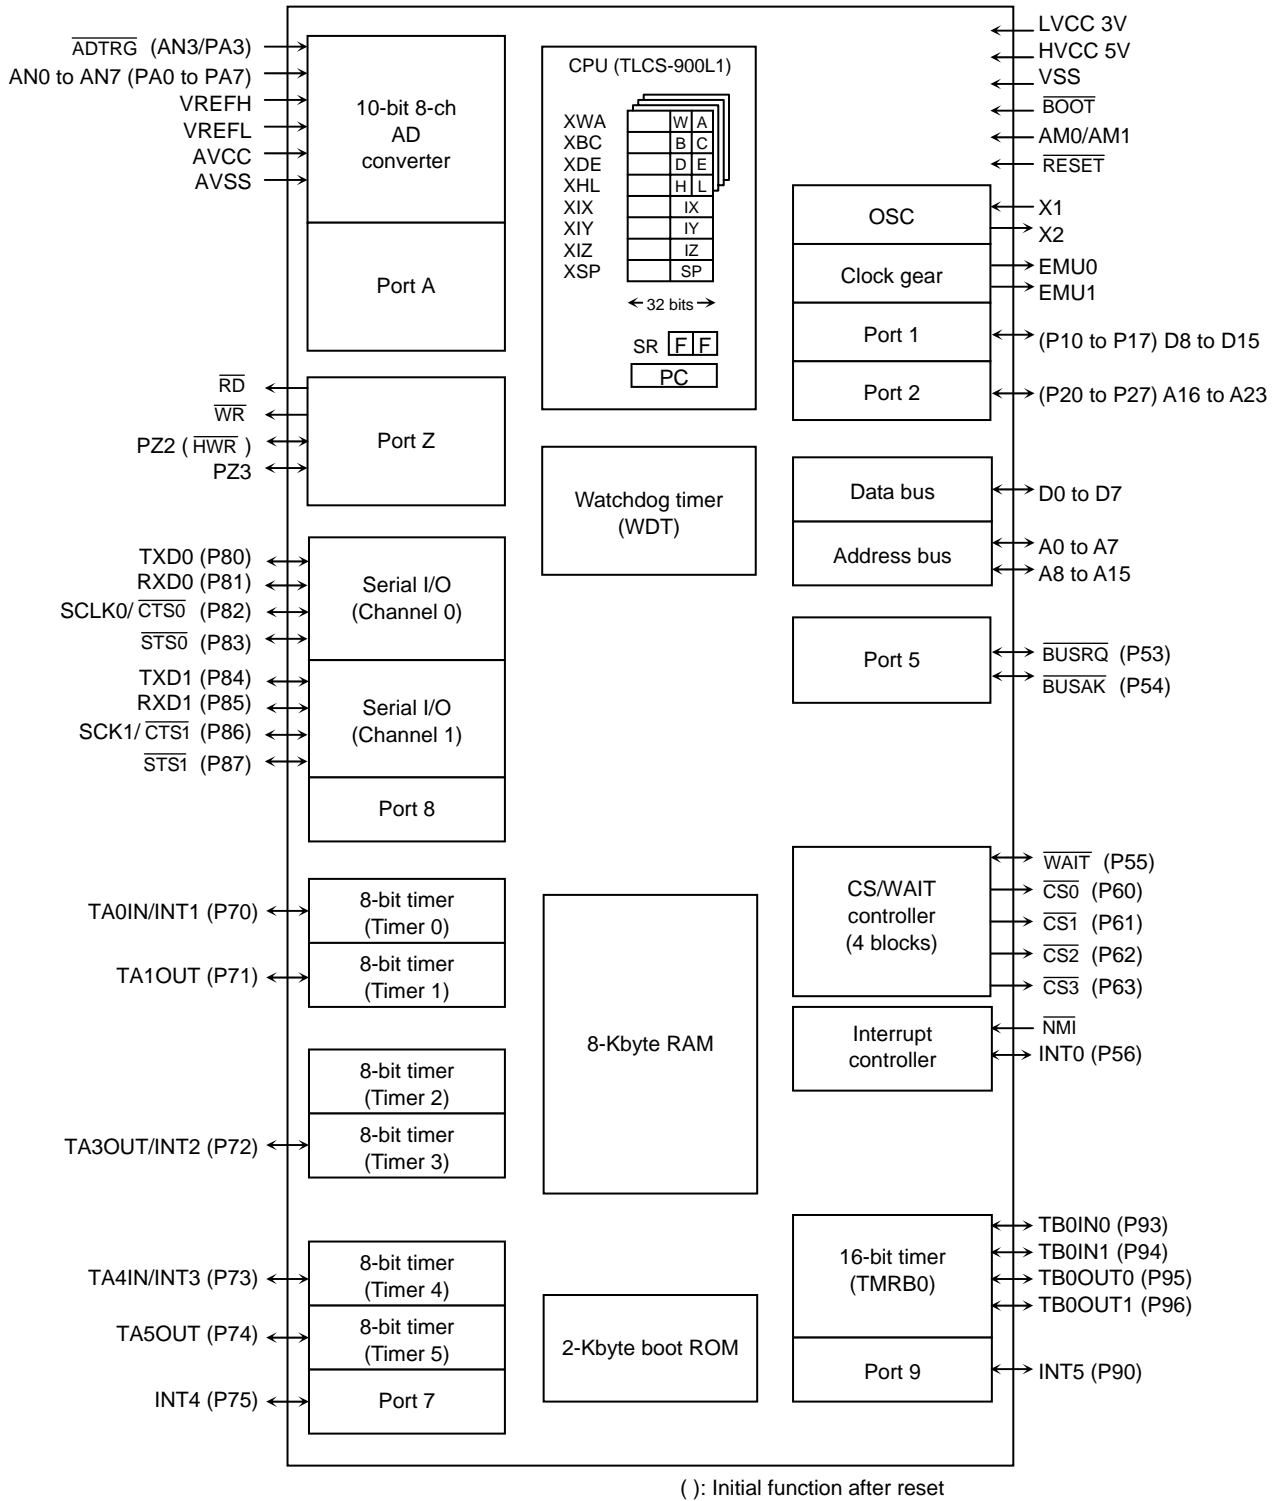 ADTRG (AN3/PA3)
AN0 to AN7 (PA0 to PA7)
VREFH
VREFL
AVCC
AVSS
10-bit 8-ch
AD
converter
Port A
RD
WR
PZ2 ( HWR )
PZ3
Port Z
TXD0 (P80)
RXD0 (P81)
SCLK0/ CTS0 (P82)
STS0 (P83)
Serial I/O
(Channel 0)
TXD1 (P84)
RXD1 (P85)
SCK1/ CTS1 (P86)
STS1 (P87)
Serial I/O
(Channel 1)
Port 8
TA0IN/INT1 (P70)
8-bit timer
(Timer 0)
TA1OUT (P71)
8-bit timer
(Timer 1)
8-bit timer
(Timer 2)
TA3OUT/INT2 (P72)
8-bit timer
(Timer 3)
TA4IN/INT3 (P73)
8-bit timer
(Timer 4)
TA5OUT (P74)
8-bit timer
(Timer 5)
INT4 (P75)
Port 7
CPU (TLCS-900L1)
XWA W A
XBC B C
XDE D E
XHL H L
XIX IX
XIY IY
XIZ IZ
XSP SP
32 bits
SR F F
PC
Watchdog timer
(WDT)
8-Kbyte RAM
2-Kbyte boot ROM
LVCC 3V
HVCC 5V
VSS
BOOT
AM0/AM1
RESET
OSC
X1
X2
Clock gear
EMU0
EMU1
Port 1
(P10 to P17) D8 to D15
Port 2
(P20 to P27) A16 to A23
Data bus
D0 to D7
Address bus
A0 to A7
A8 to A15
Port 5
BUSRQ (P53)
BUSAK (P54)
CS/WAIT
controller
(4 blocks)
WAIT (P55)
CS0 (P60)
CS1 (P61)
CS2 (P62)
CS3 (P63)
Interrupt
controller
NMI
INT0 (P56)
16-bit timer
(TMRB0)
TB0IN0 (P93)
TB0IN1 (P94)
TB0OUT0 (P95)
TB0OUT1 (P96)
Port 9
INT5 (P90)
( ): Initial function after reset